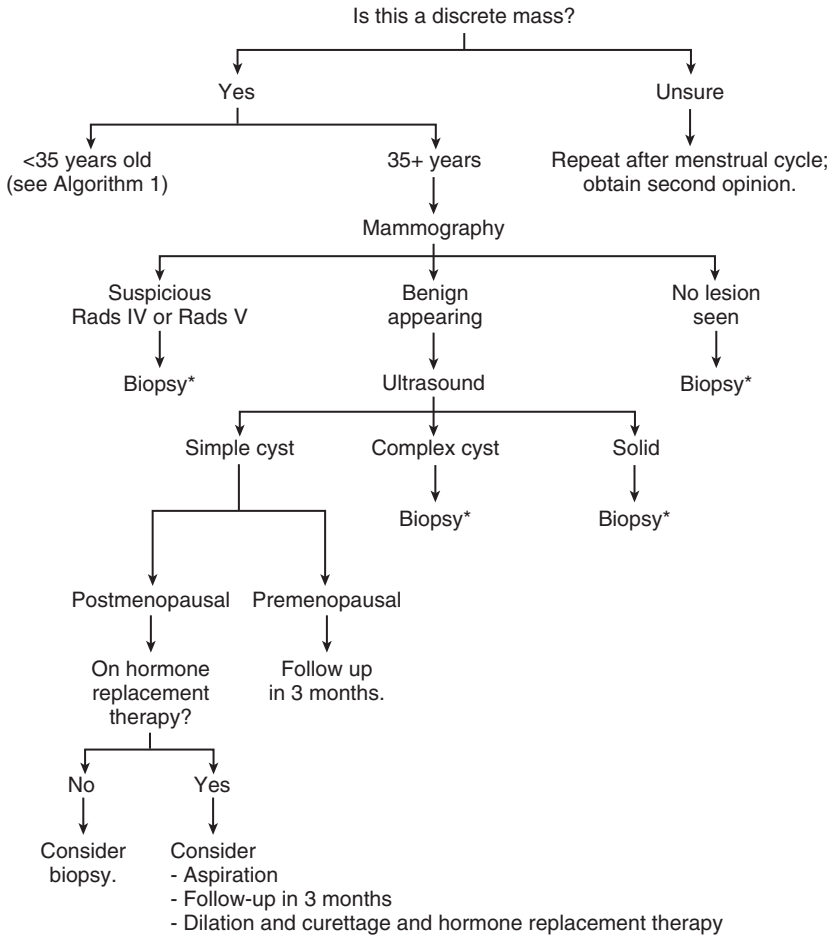 Is this a discrete mass?
Yes
Unsure
<35 years old
(see Algorithm 1)
35+ years
Repeat after menstrual cycle;
obtain second opinion.
Mammography
Suspicious
Rads IV or Rads V
Benign
appearing
No lesion
seen
Biopsy*
Ultrasound
Biopsy*
Simple cyst
Complex cyst
Solid
Biopsy*
Biopsy*
Postmenopausal
Premenopausal
On hormone
replacement
therapy?
Follow up
in 3 months.
No
Yes
Consider
biopsy.
Consider
- Aspiration
- Follow-up in 3 months
- Dilation and curettage and hormone replacement therapy